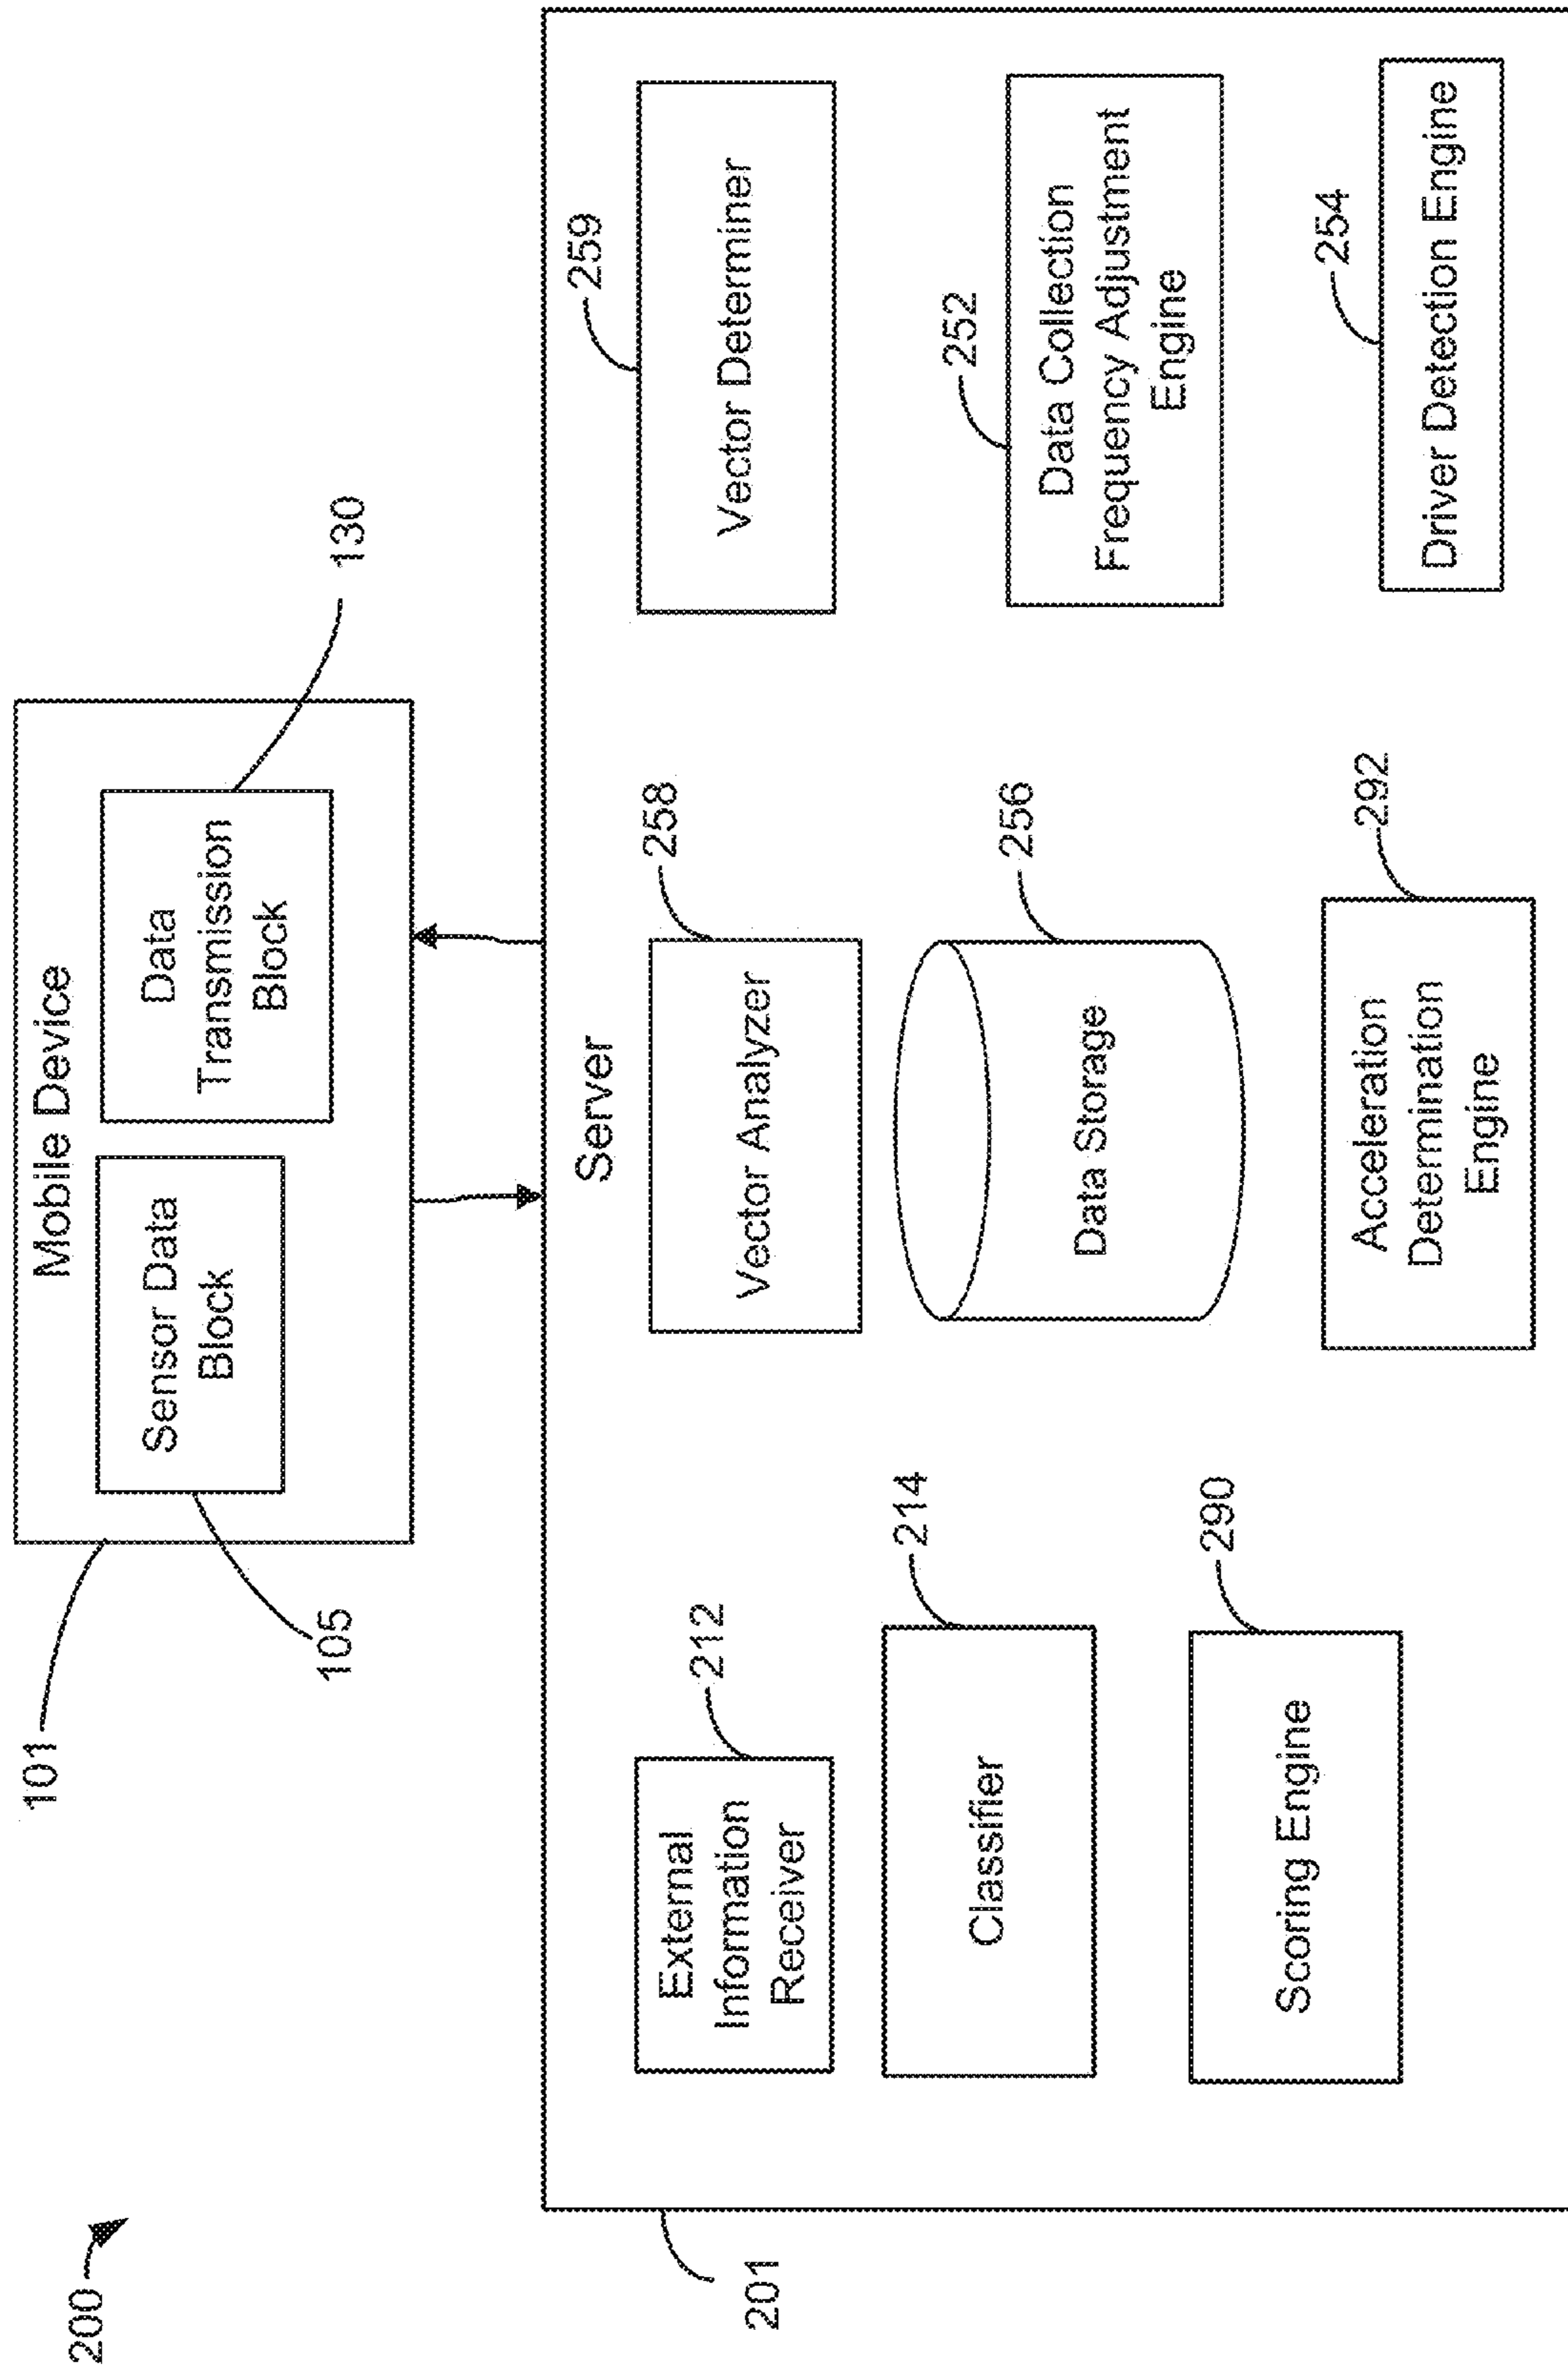 200
Mobile Device
101
Sensor Data
Block
105
Data
Transmission
Block
130
Server
201
External
Information
Receiver
212
Vector Analyzer
258
Vector Determiner
259
Classifier
214
Data Storage
256
Data Collection
Frequency Adjustment
Engine
252
Scoring Engine
290
Acceleration
Determination
Engine
292
Driver Detection Engine
254